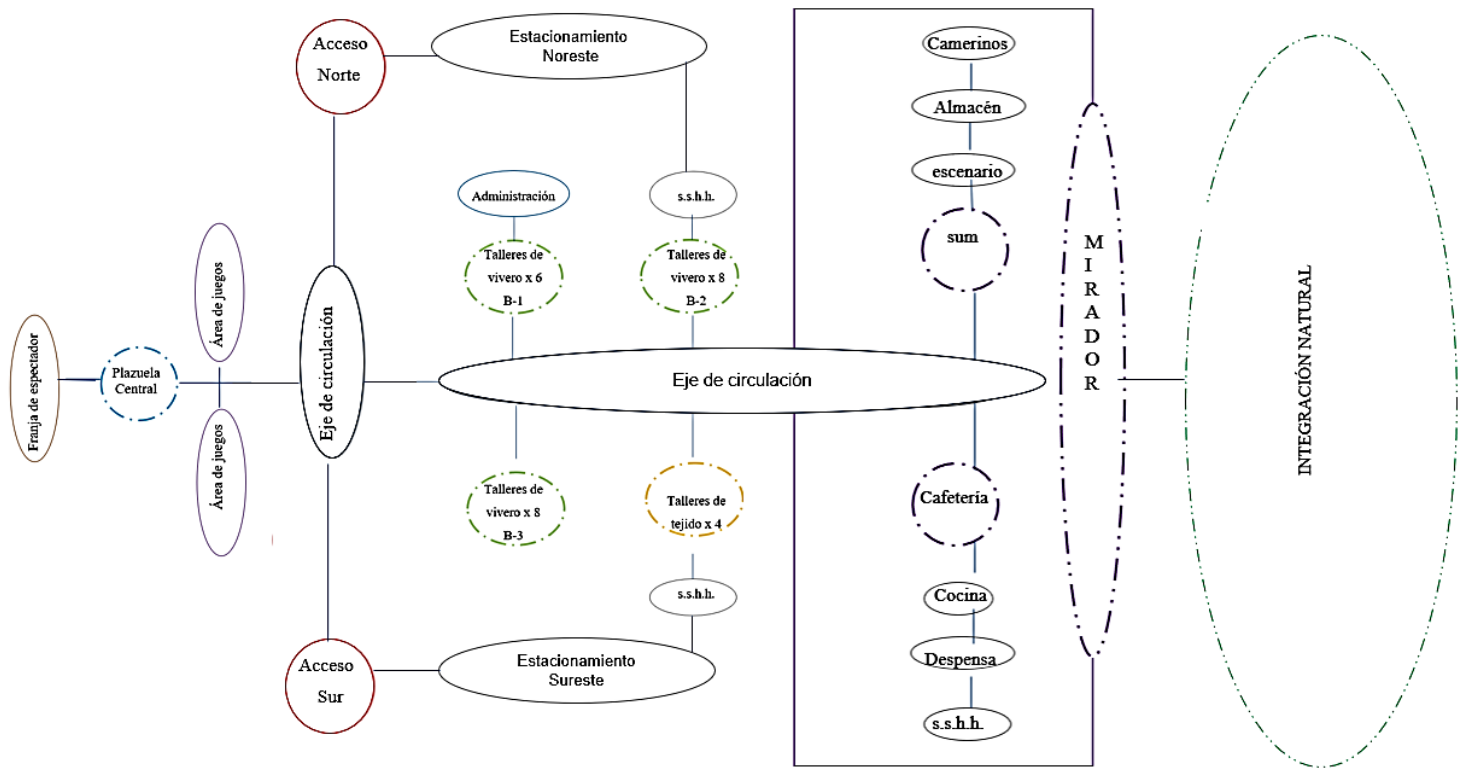 Acceso
Norte
Estacionamiento
Noreste
Camerinos
Almacén
escenario
sum
Administración
s.s.h.h.
Talleres de
vivero x 6
B-1
Talleres de
vivero x 8
B-2
Área de juegos
Franja de espectador
Plazuela
Central
Eje de circulación
Eje de circulación
MIRADOR
INTEGRACIÓN NATURAL
Área de juegos
Talleres de
vivero x 8
B-3
Talleres de
tejido x 4
Cafetería
s.s.h.h.
Cocina
Despensa
s.s.h.h.
Acceso
Sur
Estacionamiento
Sureste